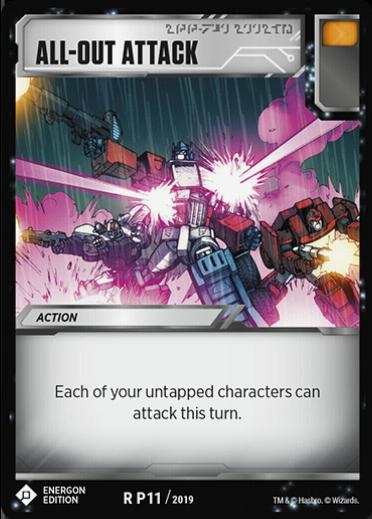 ALL-OUT ATTACK
ACTION
Each of your untapped characters can
attack this turn.
ENERGON
EDITION
R P11/2019
TM & © Hasbro. © Wizards.